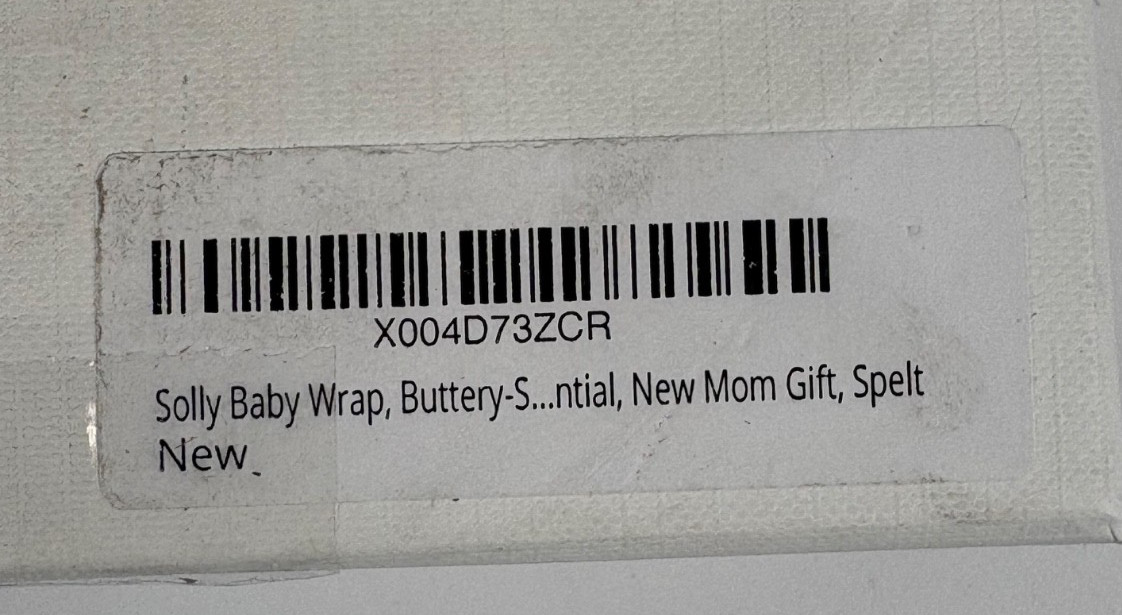 X004D73ZCR
Solly Baby Wrap, Buttery-S...ntial, New Mom Gift, Spelt
New